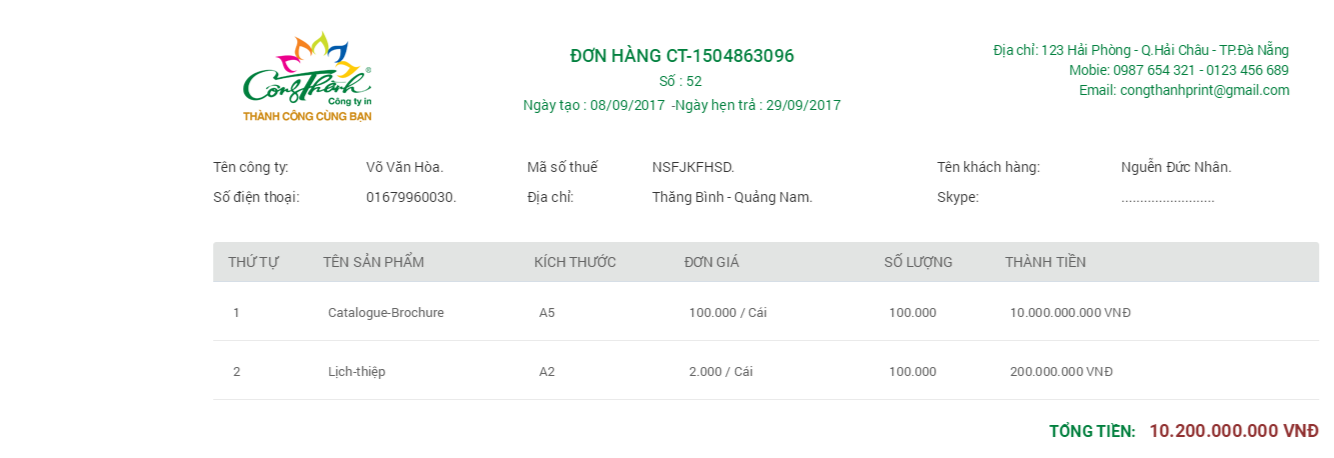 Công Thành ®
Công ty in
THÀNH CÔNG CÙNG BẠN
ĐƠN HÀNG CT-1504863096
Số : 52
Ngày tạo : 08/09/2017 -Ngày hẹn trả : 29/09/2017
Địa chỉ: 123 Hải Phòng - Q.Hải Châu - TP.Đà Nẵng
Mobie: 0987 654 321 - 0123 456 689
Email: congthanhprint@gmail.com
Tên công ty: Võ Văn Hòa. Mã số thuế NSFJKFHSD. Tên khách hàng: Nguễn Đức Nhân.
Số điện thoại: 01679960030. Địa chỉ: Thăng Bình - Quảng Nam. Skype: .........................
THỨ TỰ TÊN SẢN PHẨM KÍCH THƯỚC ĐƠN GIÁ SỐ LƯỢNG THÀNH TIỀN
1 Catalogue-Brochure A5 100.000 / Cái 100.000 10.000.000.000 VNĐ
2 Lịch-thiệp A2 2.000 / Cái 100.000 200.000.000 VNĐ
TỔNG TIỀN: 10.200.000.000 VNĐ